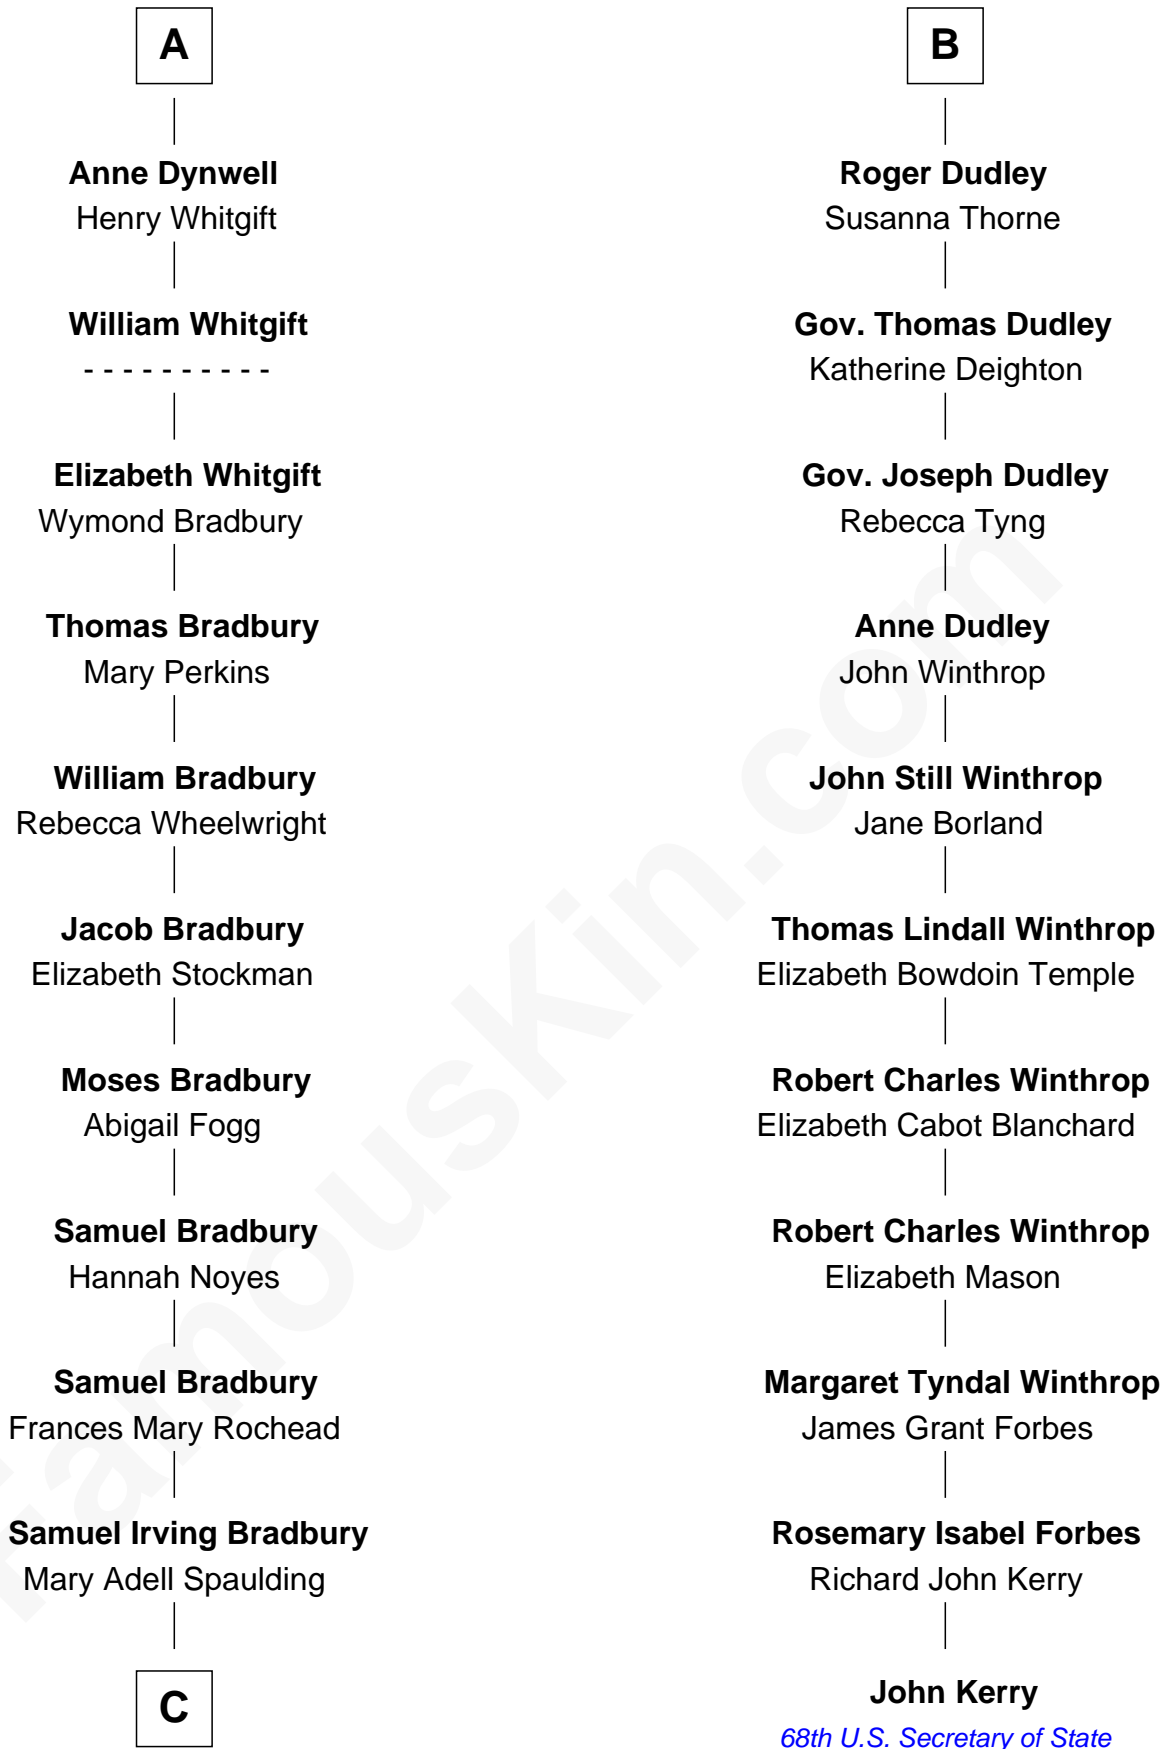 A
Anne Dynwell
Henry Whitgift
William Whitgift
- - - - - - - - - -
Elizabeth Whitgift
Wymond Bradbury
Thomas Bradbury
Mary Perkins
William Bradbury
Rebecca Wheelwright
Jacob Bradbury
Elizabeth Stockman
Moses Bradbury
Abigail Fogg
Samuel Bradbury
Hannah Noyes
Samuel Bradbury
Frances Mary Rochead
Samuel Irving Bradbury
Mary Adell Spaulding
C
B
Roger Dudley
Susanna Thorne
Gov. Thomas Dudley
Katherine Deighton
Gov. Joseph Dudley
Rebecca Tyng
Anne Dudley
John Winthrop
John Still Winthrop
Jane Borland
Thomas Lindall Winthrop
Elizabeth Bowdoin Temple
Robert Charles Winthrop
Elizabeth Cabot Blanchard
Robert Charles Winthrop
Elizabeth Mason
Margaret Tyndal Winthrop
James Grant Forbes
Rosemary Isabel Forbes
Richard John Kerry
John Kerry
68th U.S. Secretary of State
FamousKin.com